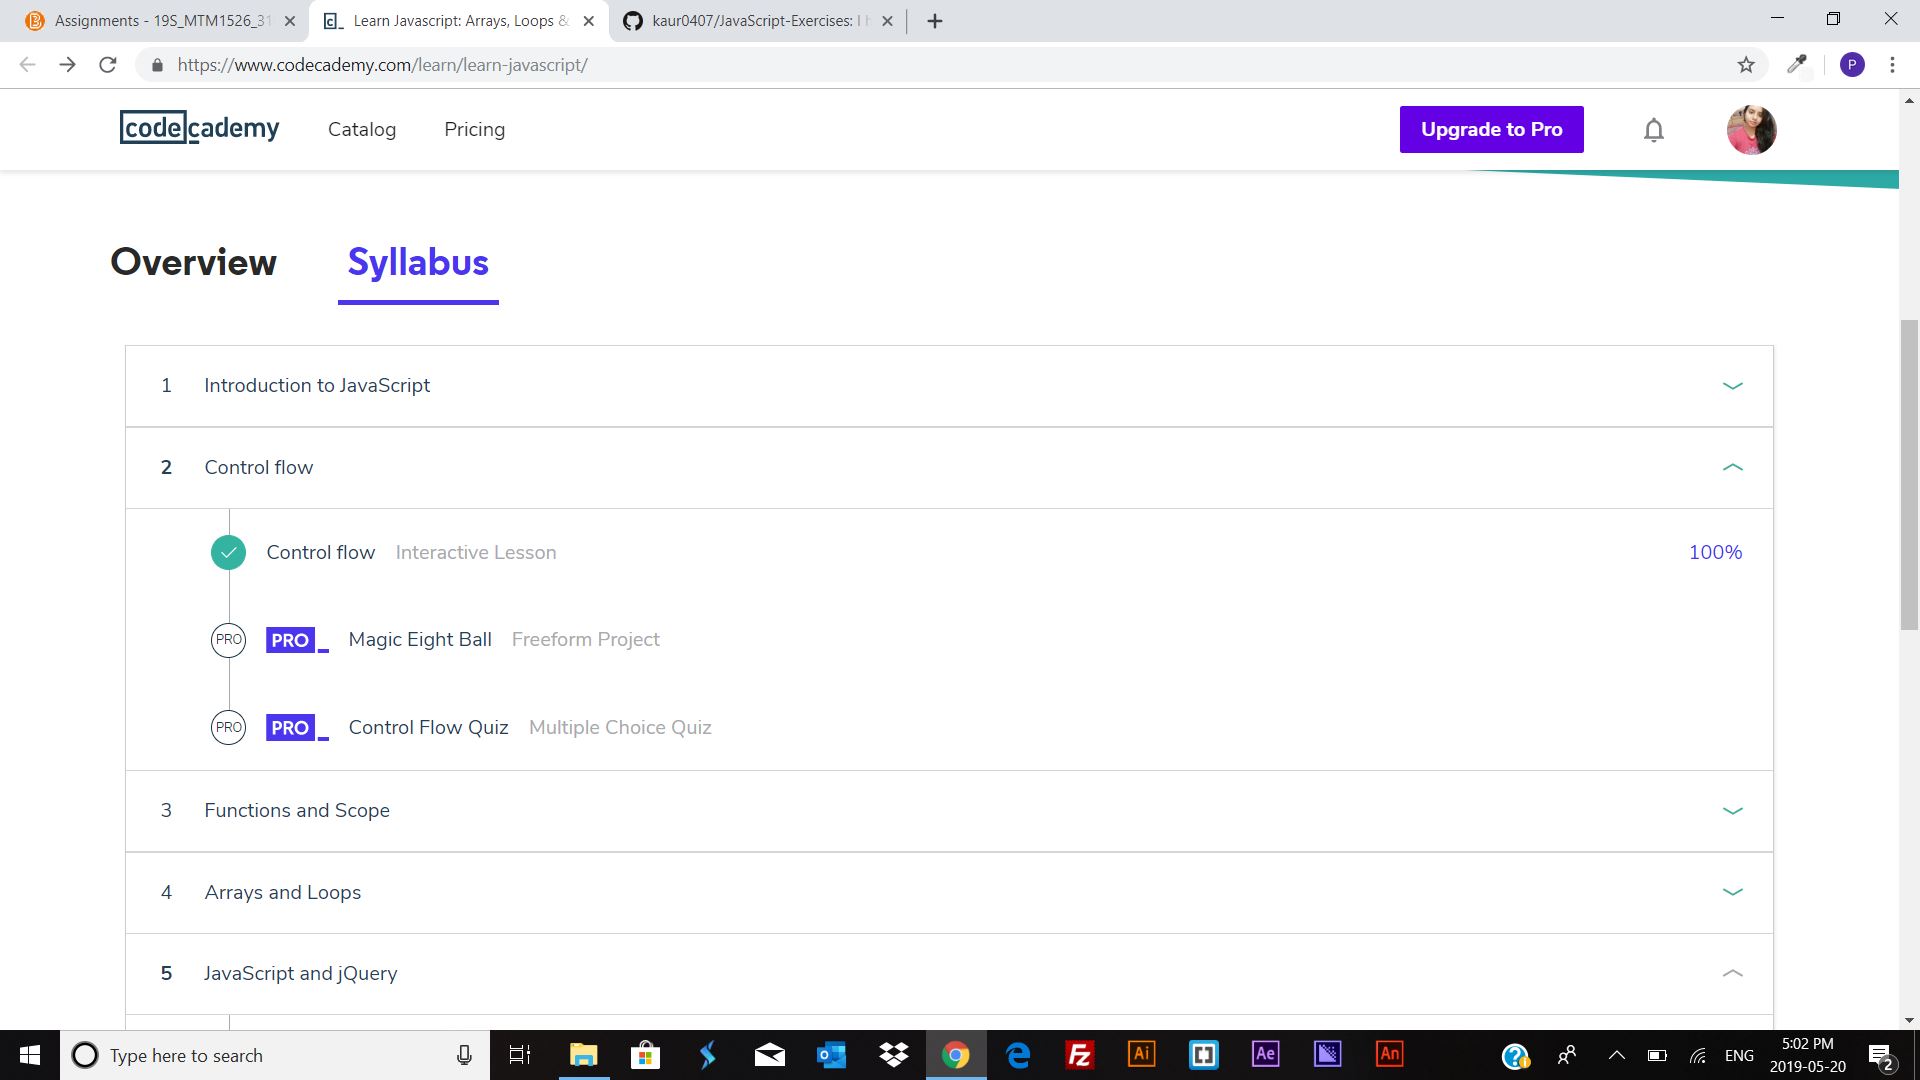 Assignments - 19S_MTM1526_31
Learn Javascript: Arrays, Loops &
kaur0407/JavaScript-Exercises: I h
https://www.codecademy.com/learn/learn-javascript/
P
codecademy
Catalog
Pricing
Upgrade to Pro
Overview
Syllabus
1 Introduction to JavaScript
2 Control flow
Control flow Interactive Lesson 100%
PRO PRO_ Magic Eight Ball Freeform Project
PRO PRO_ Control Flow Quiz Multiple Choice Quiz
3 Functions and Scope
4 Arrays and Loops
5 JavaScript and jQuery
Type here to search
Fz
Ai
Ae
An
ENG
5:02 PM
2019-05-20
2